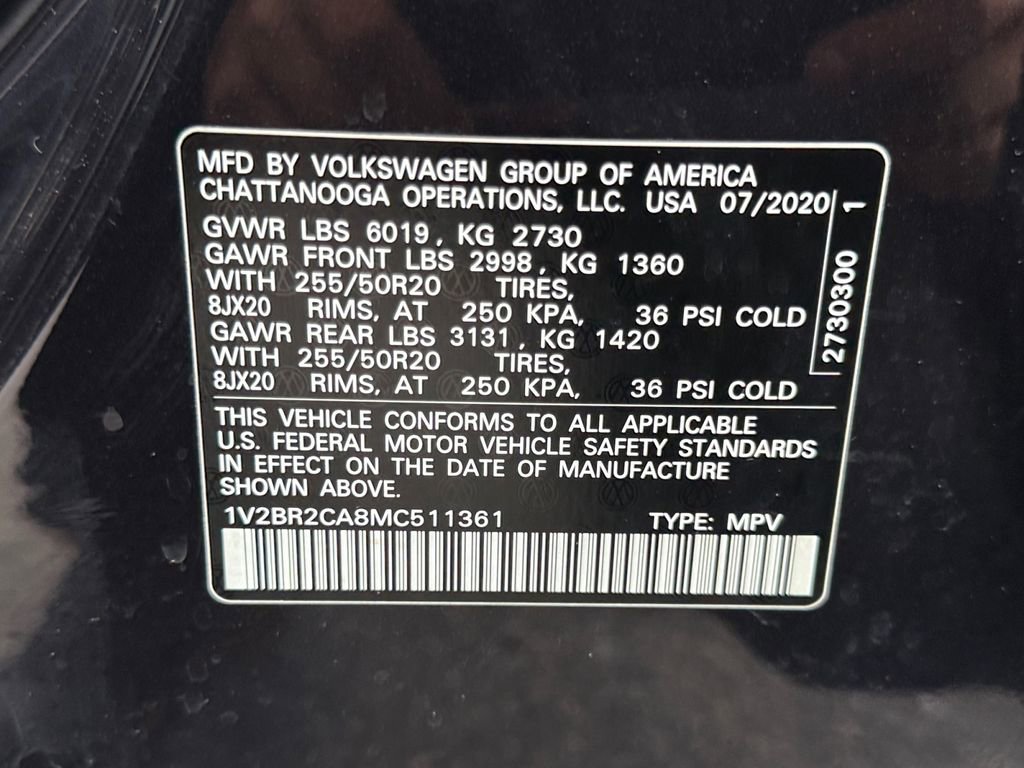 MFD BY VOLKSWAGEN GROUP OF AMERICA
CHATTANOOGA OPERATIONS, LLC. USA 07/2020
GVWR LBS 6019, KG 2730
GAWR FRONT LBS 2998, KG 1360
WITH 255/50R20 TIRES,
8JX20 RIMS, AT 250 KPA, 36 PSI COLD
GAWR REAR LBS 3131, KG 1420
WITH 255/50R20 TIRES,
8JX20 RIMS, AT 250 KPA, 36 PSI COLD
2730300 1
THIS VEHICLE CONFORMS TO ALL APPLICABLE
U.S. FEDERAL MOTOR VEHICLE SAFETY STANDARDS
IN EFFECT ON THE DATE OF MANUFACTURE
SHOWN ABOVE.
1V2BR2CA8MC511361 TYPE: MPV